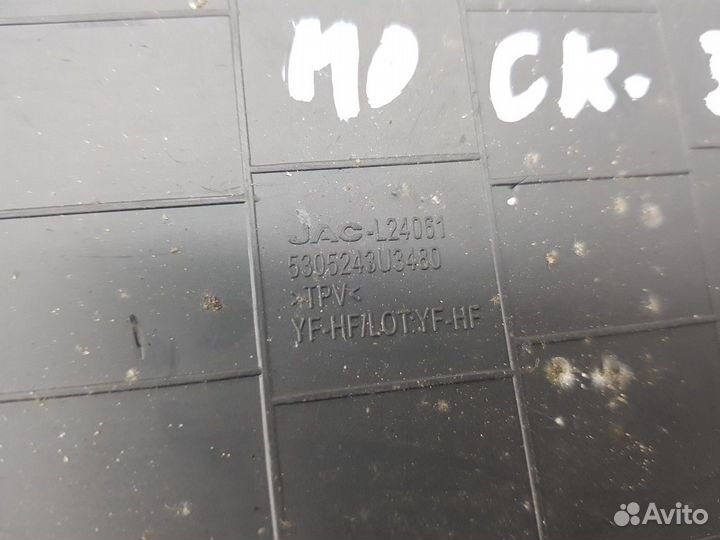 МО СК.
JAC-L24061
5305243U3480
>TPV<
YF-HF/LOT:YF-HF
Avito